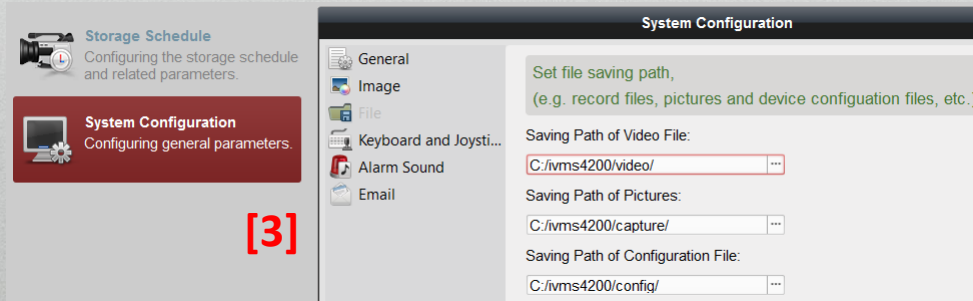 Storage Schedule
Configuring the storage schedule
and related parameters.
System Configuration
Configuring general parameters.
[3]
System Configuration
General
Image
File
Keyboard and Joysti...
Alarm Sound
Email
Set file saving path,
(e.g. record files, pictures and device configuation files, etc.)
Saving Path of Video File:
C:/ivms4200/video/
Saving Path of Pictures:
C:/ivms4200/capture/
Saving Path of Configuration File:
C:/ivms4200/config/